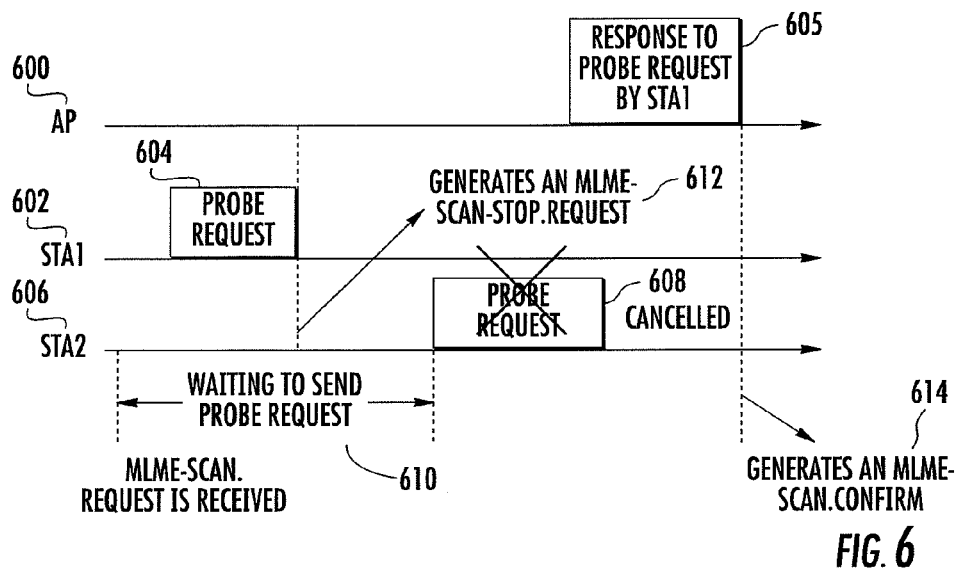 600
AP
RESPONSE TO
PROBE REQUEST
BY STA1
605
604
PROBE
REQUEST
602
STA1
GENERATES AN MLME-
SCAN-STOP.REQUEST
612
606
STA2
PROBE
REQUEST
608
CANCELLED
WAITING TO SEND
PROBE REQUEST
610
MLME-SCAN.
REQUEST IS RECEIVED
614
GENERATES AN MLME-
SCAN.CONFIRM
FIG. 6